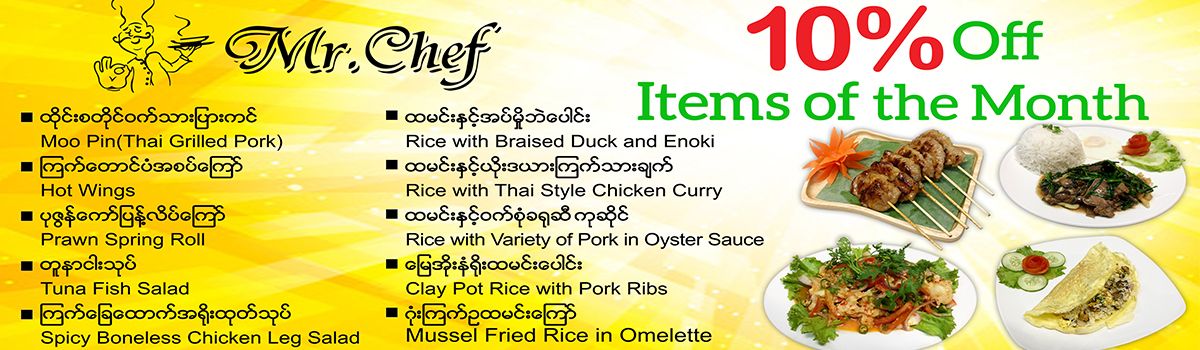 Mr.Chef
10% Off
Items of the Month
ထိုင်းစတိုင်ဝက်သားပြားကင်
Moo Pin(Thai Grilled Pork)
ကြက်တောင်ပံအစပ်ကြော်
Hot Wings
ပုဇွန်ကော်ပြန့်လိပ်ကြော်
Prawn Spring Roll
တူနာငါးသုပ်
Tuna Fish Salad
ကြက်ခြေထောက်အရိုးထုတ်သုပ်
Spicy Boneless Chicken Leg Salad
ထမင်းနှင့်အပ်မှိုဘဲပေါင်း
Rice with Braised Duck and Enoki
ထမင်းနှင့်ယိုးဒယားကြက်သားချက်
Rice with Thai Style Chicken Curry
ထမင်းနှင့်ဝက်စုံခရုဆီ ကုဆိုင်
Rice with Variety of Pork in Oyster Sauce
မြေအိုးနံရိုးထမင်းပေါင်း
Clay Pot Rice with Pork Ribs
ဂုံးကြက်ဥထမင်းကြော်
Mussel Fried Rice in Omelette